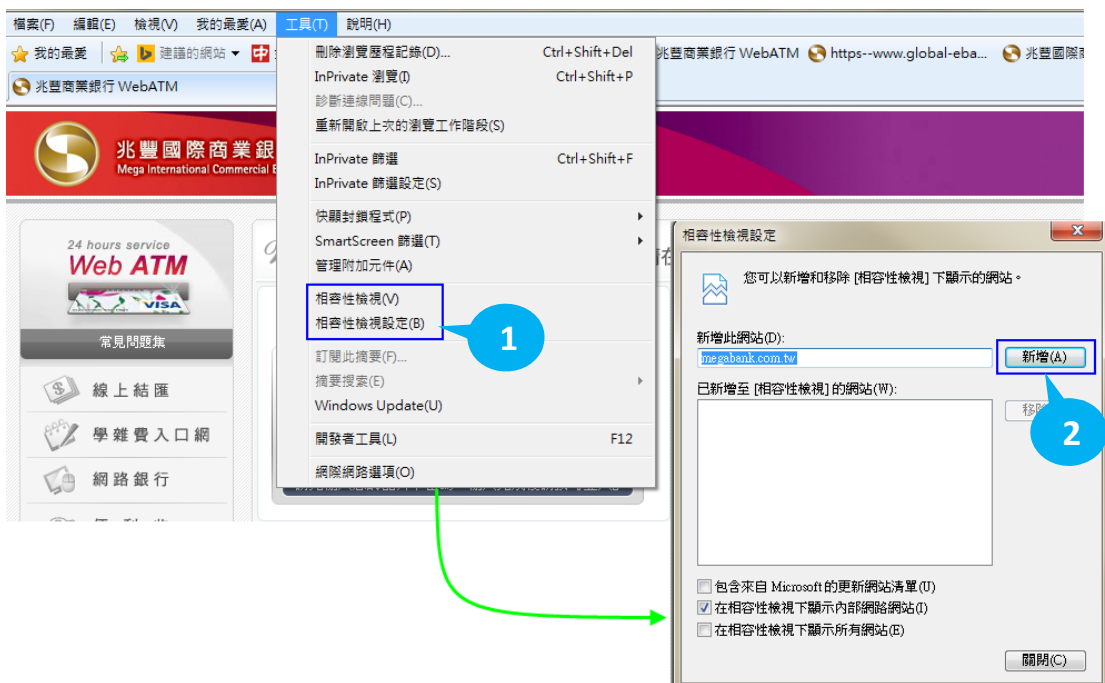 檔案(F) 編輯(E) 檢視(V) 我的最愛(A) 工具(T) 說明(H)
我的最愛 建議的網站 兆豐商業銀行 WebATM https--www.global-eba... 兆豐國際商
兆豐商業銀行 WebATM
兆豐國際商業銀
Mega International Commercial B
24 hours service
Web ATM
VISA
常見問題集
線上結匯
學雜費入口網
網路銀行
刪除瀏覽歷程記錄(D)... Ctrl+Shift+Del
InPrivate 瀏覽(I) Ctrl+Shift+P
診斷連線問題(C)...
重新開啟上次的瀏覽工作階段(S)
InPrivate 篩選 Ctrl+Shift+F
InPrivate 篩選設定(S)
快顯封鎖程式(P)
SmartScreen 篩選(T)
管理附加元件(A)
相容性檢視(V)
相容性檢視設定(B)
1
訂閱此摘要(F)...
摘要搜索(E)
Windows Update(U)
開發者工具(L) F12
網際網路選項(O)
相容性檢視設定
您可以新增和移除 [相容性檢視] 下顯示的網站。
新增此網站(D):
megabank.com.tw 新增(A)
已新增至 [相容性檢視] 的網站(W):
移除
2
包含來自 Microsoft 的更新網站清單(U)
在相容性檢視下顯示內部網路網站(I)
在相容性檢視下顯示所有網站(E)
關閉(C)